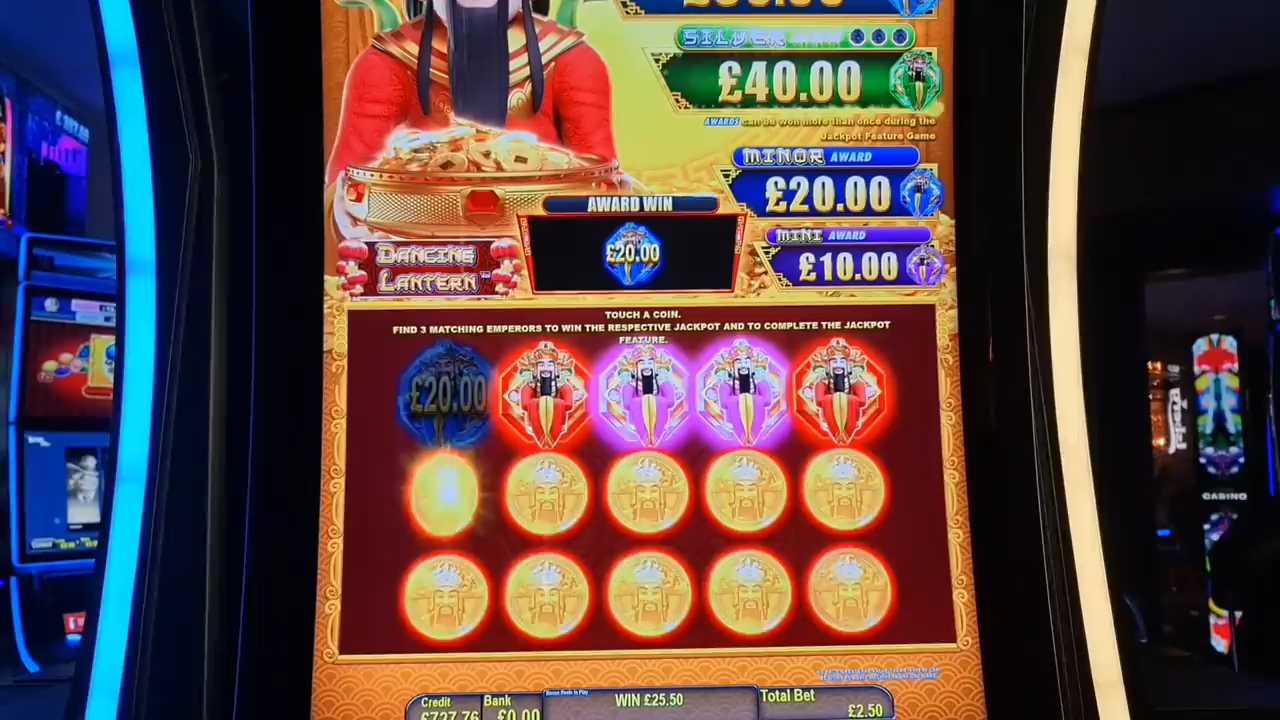 SILVER
£40.00
AWARDS can be won more than once during the
Jackpot Feature Game
MINOR AWARD
£20.00
AWARD WIN
£20.00
MINI AWARD
£10.00
DANCING
LANTERN™
TOUCH A COIN.
FIND 3 MATCHING EMPERORS TO WIN THE RESPECTIVE JACKPOT AND TO COMPLETE THE JACKPOT
FEATURE.
£20.00
CASINO
Credit
£727.76
Bank
£0.00
WIN £25.50
Total Bet
£2.50